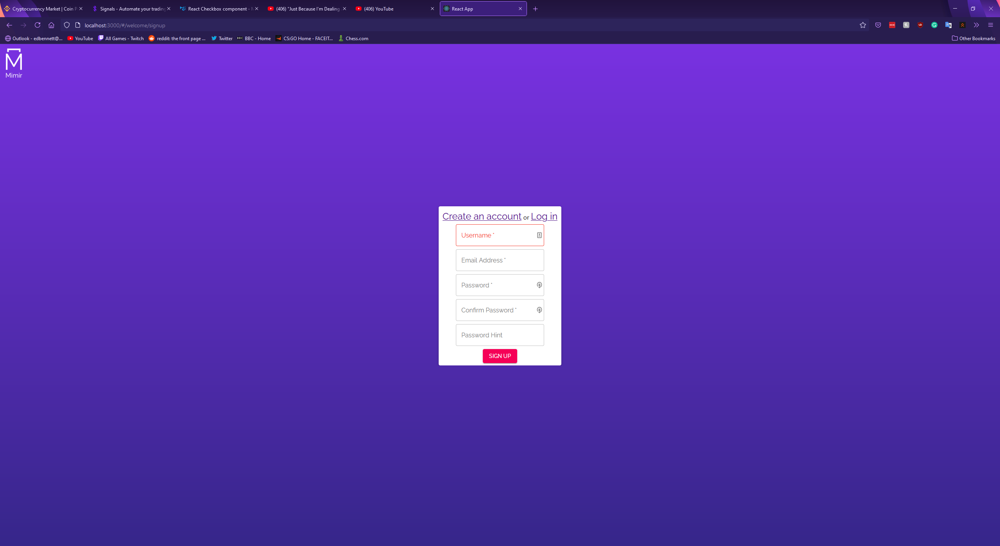 Cryptocurrency Market | Coin P
Signals - Automate your trading
React Checkbox component - M
(406) "Just Because I'm Dealing
(406) YouTube
React App
localhost:3000/#/welcome/signup
Outlook - edbennett@...
YouTube
All Games - Twitch
reddit: the front page ...
Twitter
BBC - Home
CS:GO Home - FACEIT...
Chess.com
Other Bookmarks
M
Mimir
Create an account or Log in
Username *
Email Address *
Password *
Confirm Password *
Password Hint
SIGN UP